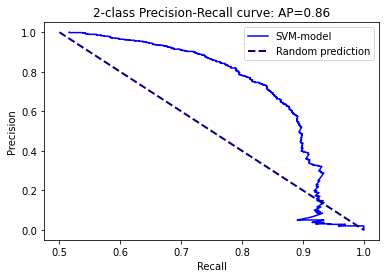 2-class Precision-Recall curve: AP=0.86
SVM-model
Random prediction
Precision
1.0
0.8
0.6
0.4
0.2
0.0
0.5 0.6 0.7 0.8 0.9 1.0
Recall